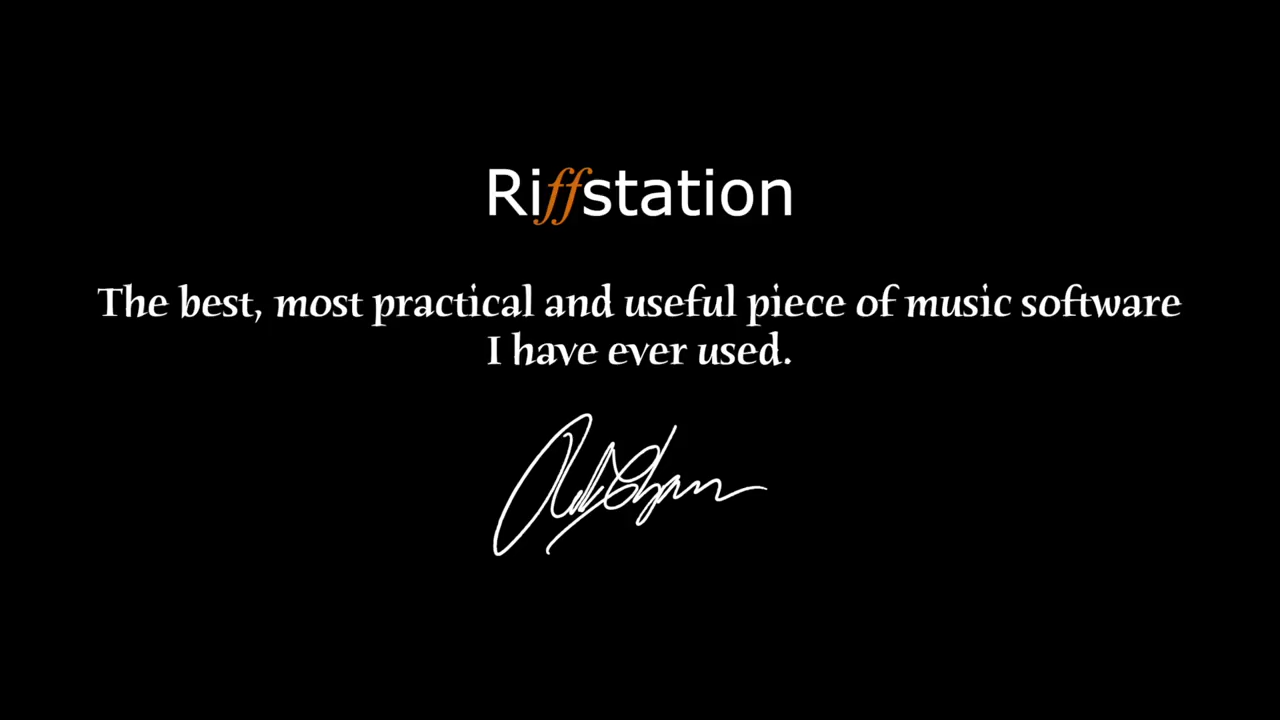 Riffstation
The best, most practical and useful piece of music software
I have ever used.